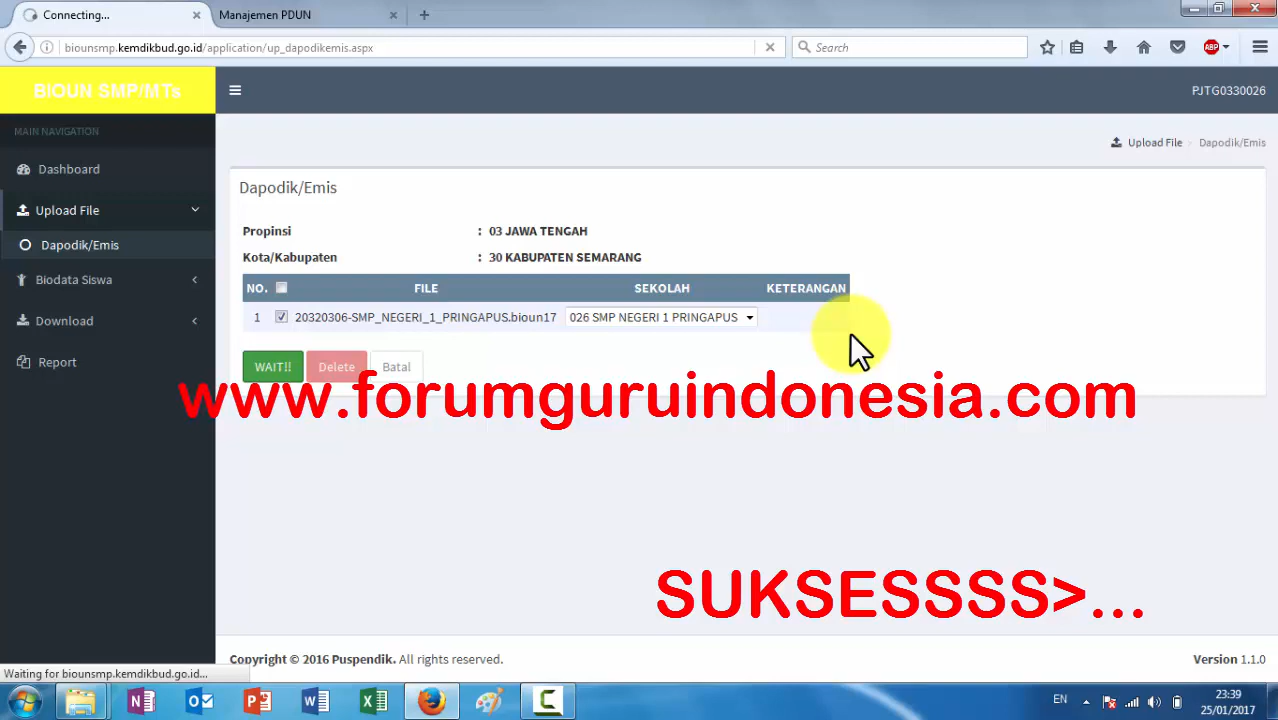 Connecting...
Manajemen PDUN
biounsmp.kemdikbud.go.id/application/up_dapodikemis.aspx
Search
ABP
BIOUN SMP/MTs
PJTG0330026
MAIN NAVIGATION
Upload File > Dapodik/Emis
Dashboard
Upload File
Dapodik/Emis
Biodata Siswa
Download
Report
Dapodik/Emis
Propinsi : 03 JAWA TENGAH
Kota/Kabupaten : 30 KABUPATEN SEMARANG
NO. FILE SEKOLAH KETERANGAN
1 20320306-SMP_NEGERI_1_PRINGAPUS.bioun17 026 SMP NEGERI 1 PRINGAPUS
WAIT!! Delete Batal
www.forumguruindonesia.com
SUKSESSSS>...
Copyright © 2016 Puspendik. All rights reserved.
Version 1.1.0
Waiting for biounsmp.kemdikbud.go.id...
EN
23:39
25/01/2017